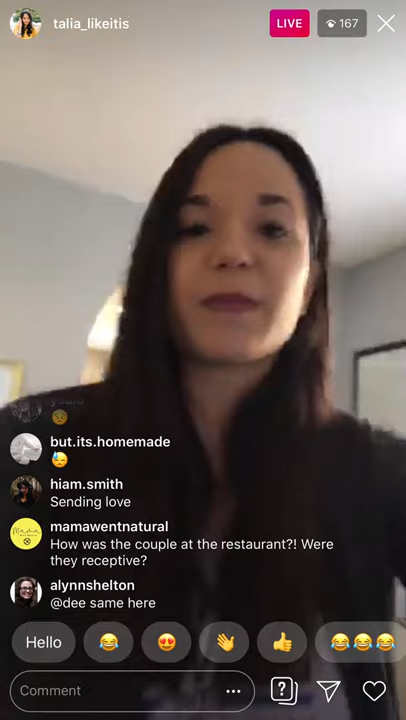 talia_likeitis LIVE 167
but.its.homemade
hiam.smith
Sending love
mamawentnatural
How was the couple at the restaurant?! Were
they receptive?
alynnshelton
@dee same here
Hello
Comment